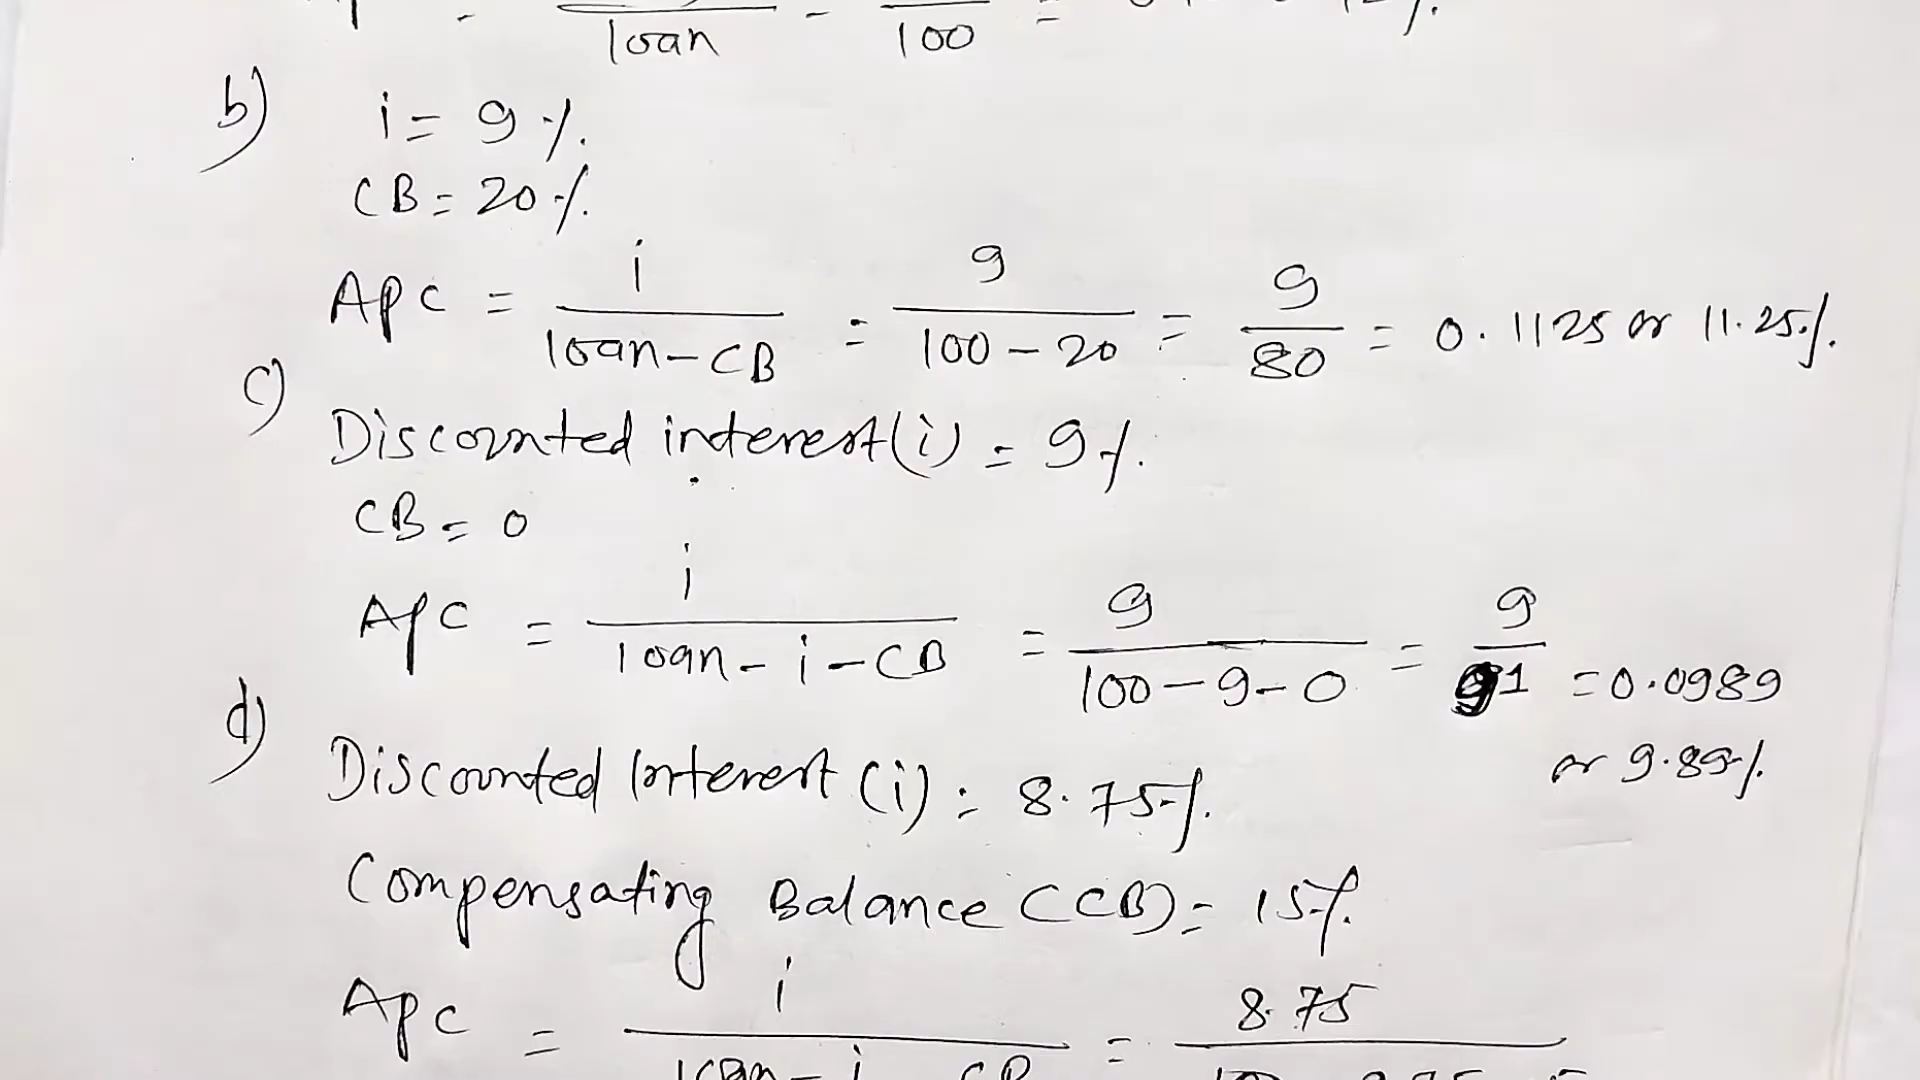 loan 100
b) i = 9%.
CB = 20%.
APC = i / loan - CB = 9 / 100 - 20 = 9 / 80 = 0.1125 or 11.25%.
c)
Discounted interest (i) = 9%.
CB = 0
APC = i / loan - i - CB = 9 / 100 - 9 - 0 = 9 / 91 = 0.0989
or 9.89%.
d)
Discounted Interest (i) = 8.75%.
Compensating Balance (CB) = 15%.
APC = i / loan - i - CB = 8.75